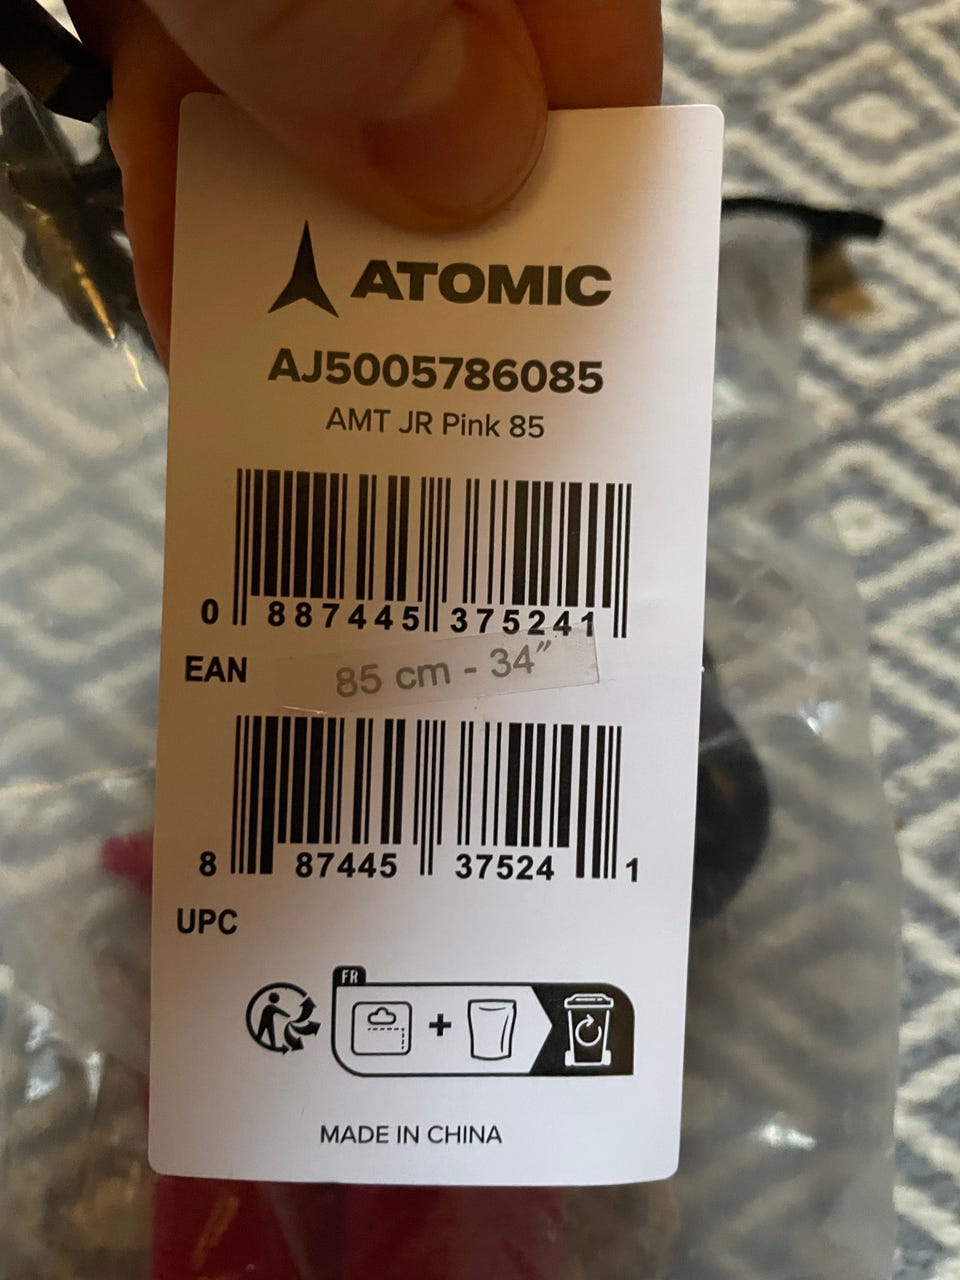 ATOMIC
AJ5005786085
AMT JR Pink 85
0 887445 375241
EAN
85 cm - 34″
8 87445 37524 1
UPC
FR
+
MADE IN CHINA